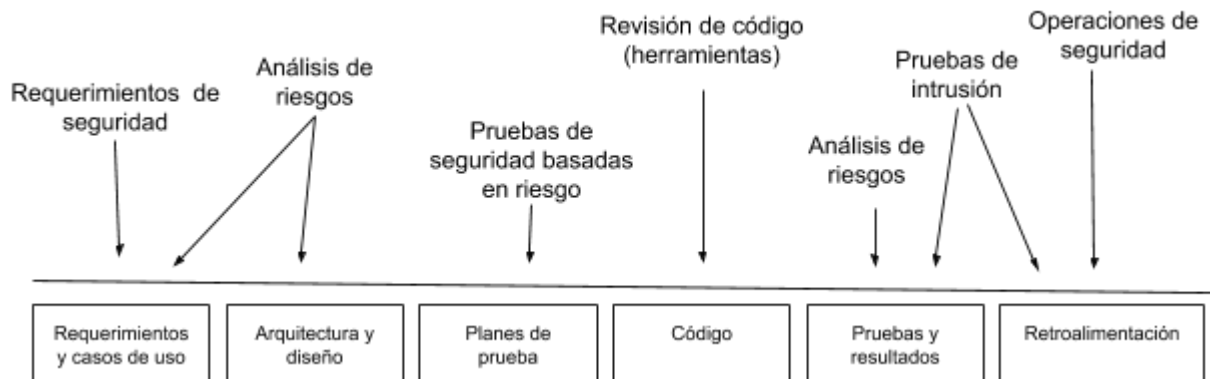 Requerimientos de
seguridad
Análisis de
riesgos
Pruebas de
seguridad basadas
en riesgo
Revisión de código
(herramientas)
Análisis de
riesgos
Pruebas de
intrusión
Operaciones de
seguridad
Requerimientos
y casos de uso
Arquitectura y
diseño
Planes de
prueba
Código
Pruebas y
resultados
Retroalimentación